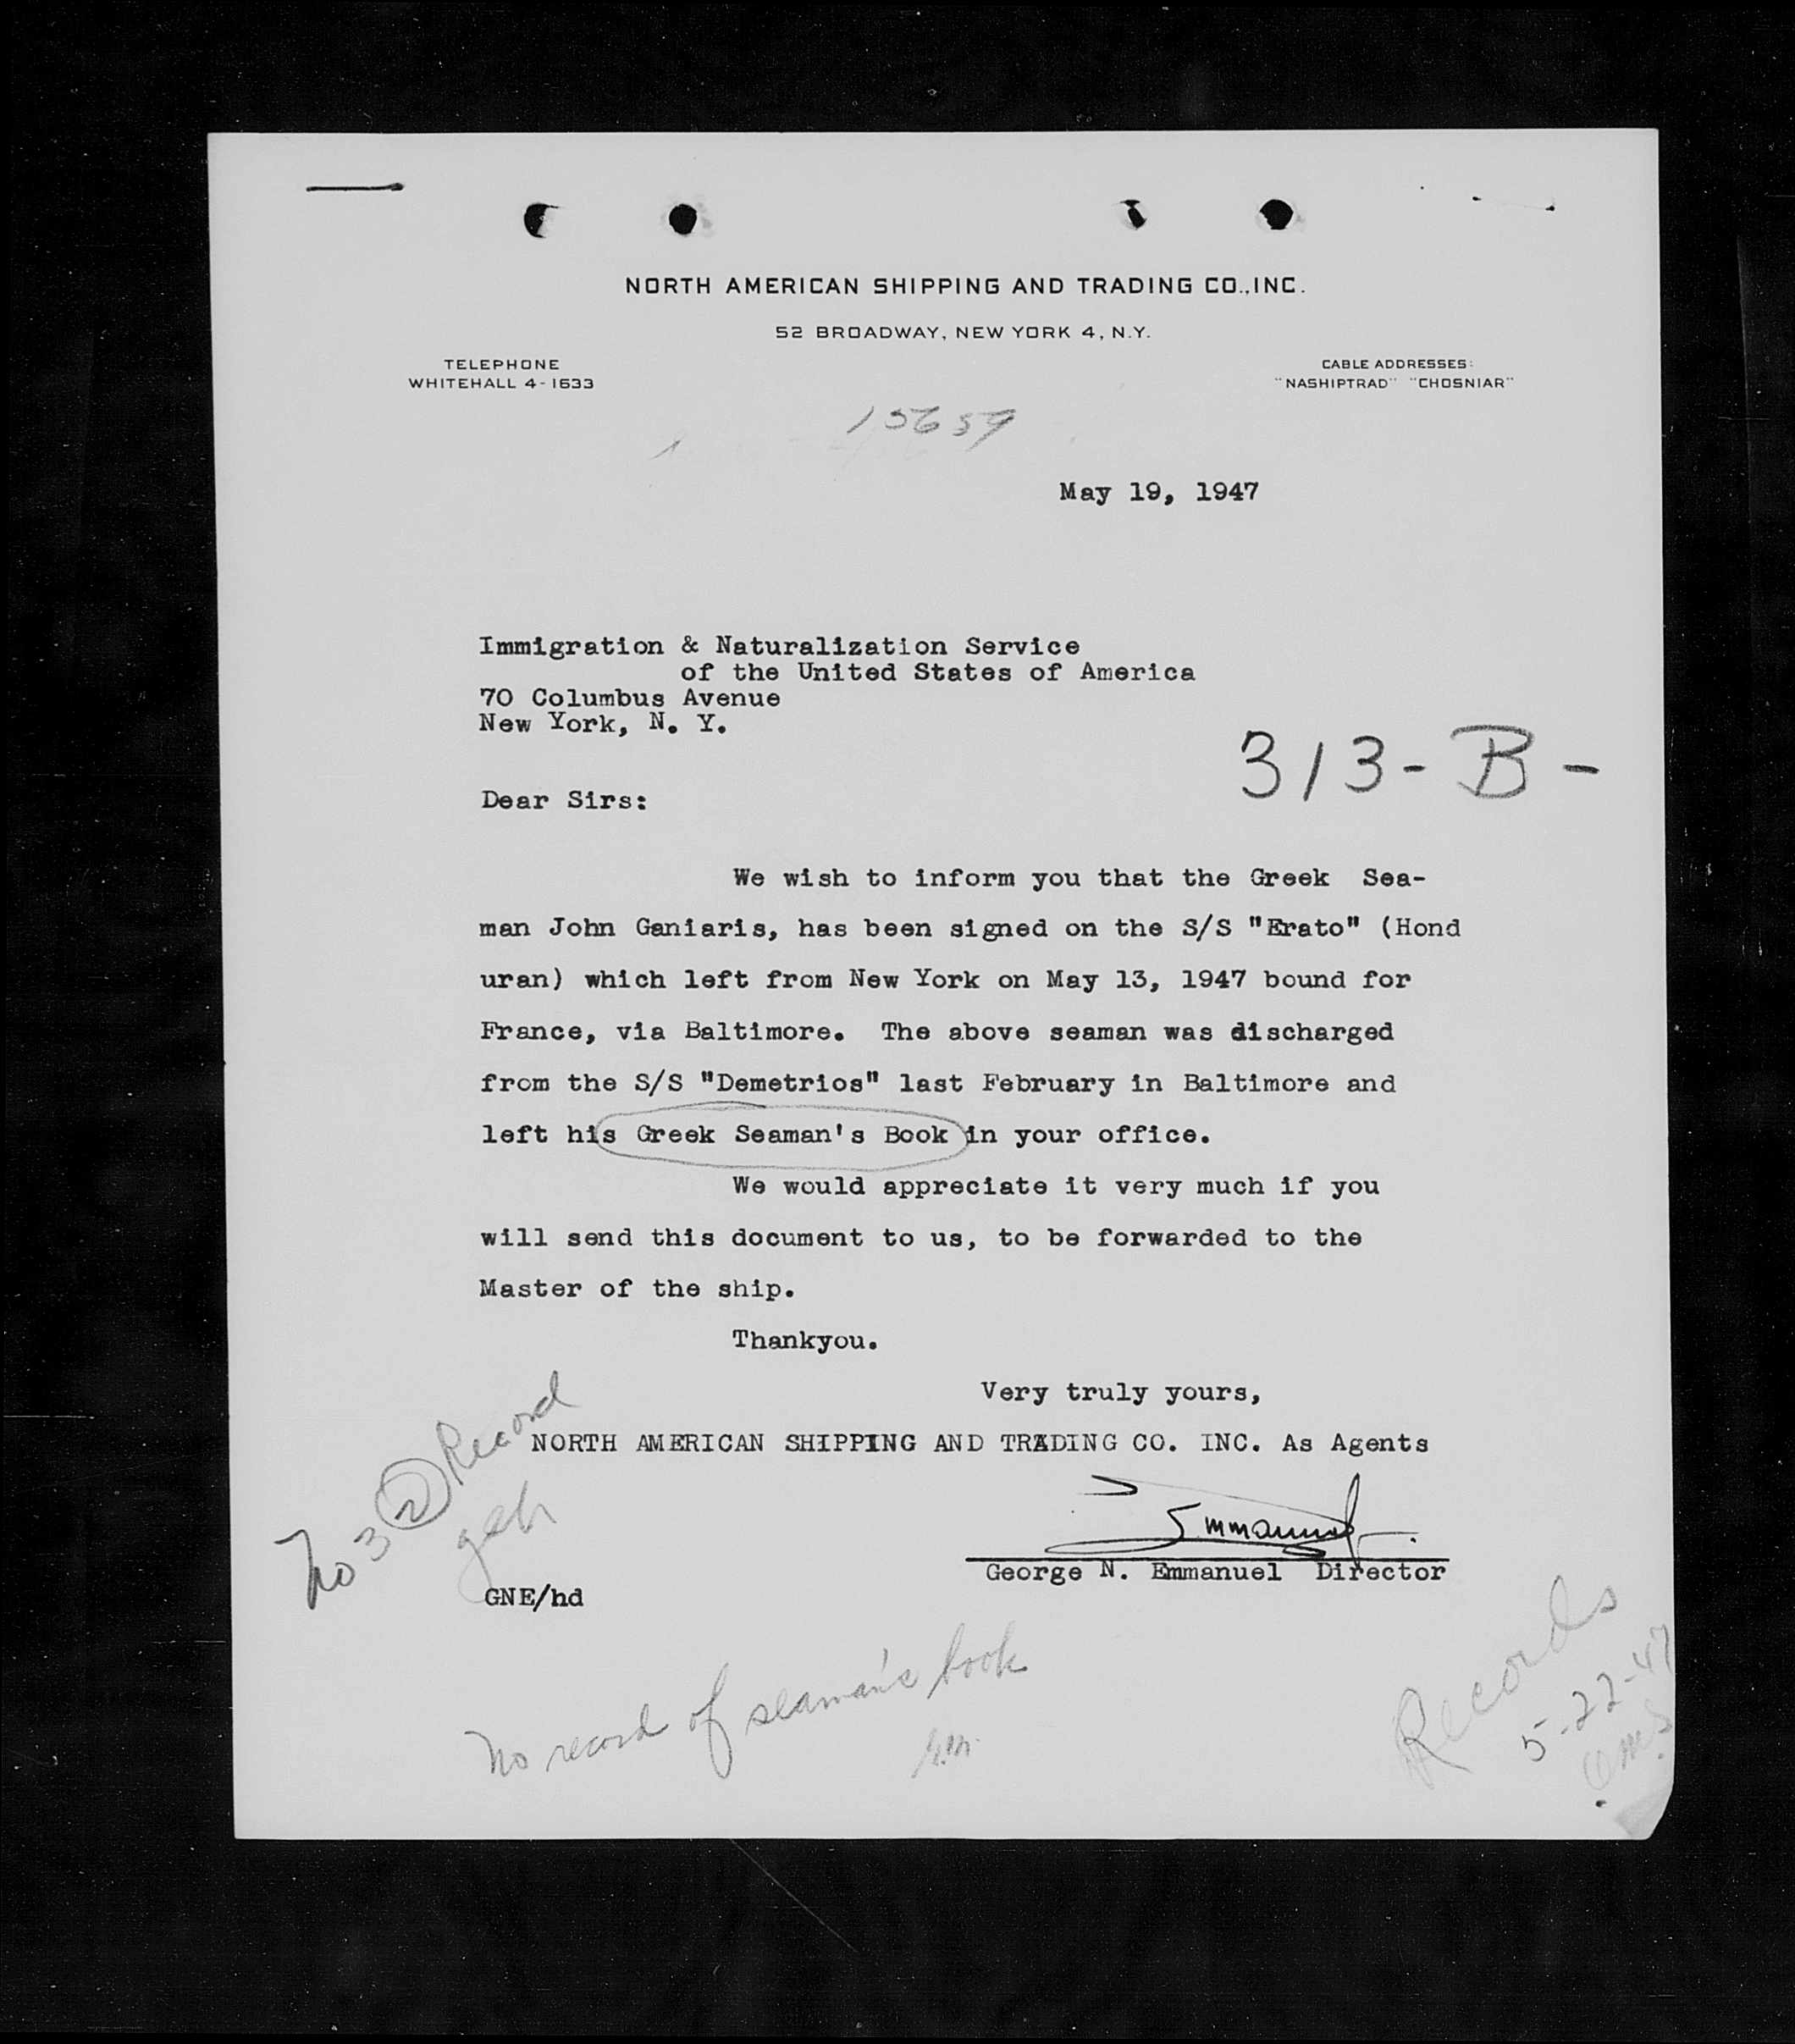 NORTH AMERICAN SHIPPING AND TRADING CO., INC.
52 BROADWAY, NEW YORK 4, N.Y.
TELEPHONE
WHITEHALL 4-1633
CABLE ADDRESSES:
"NASHIPTRAD" "CHOSNIAR"
May 19, 1947
Immigration & Naturalization Service
of the United States of America
70 Columbus Avenue
New York, N. Y.
313-B-
Dear Sirs:
We wish to inform you that the Greek Sea-
man John Ganiaris, has been signed on the S/S "Erato" (Hond
uran) which left from New York on May 13, 1947 bound for
France, via Baltimore. The above seaman was discharged
from the S/S "Demetrios" last February in Baltimore and
left his Greek Seaman's Book in your office.
We would appreciate it very much if you
will send this document to us, to be forwarded to the
Master of the ship.
Thankyou.
Very truly yours,
NORTH AMERICAN SHIPPING AND TRADING CO. INC. As Agents
No 3 2 Record
Emmanuel
George N. Emmanuel Director
GNE/hd
No record of seaman's book
Records
5-22-47